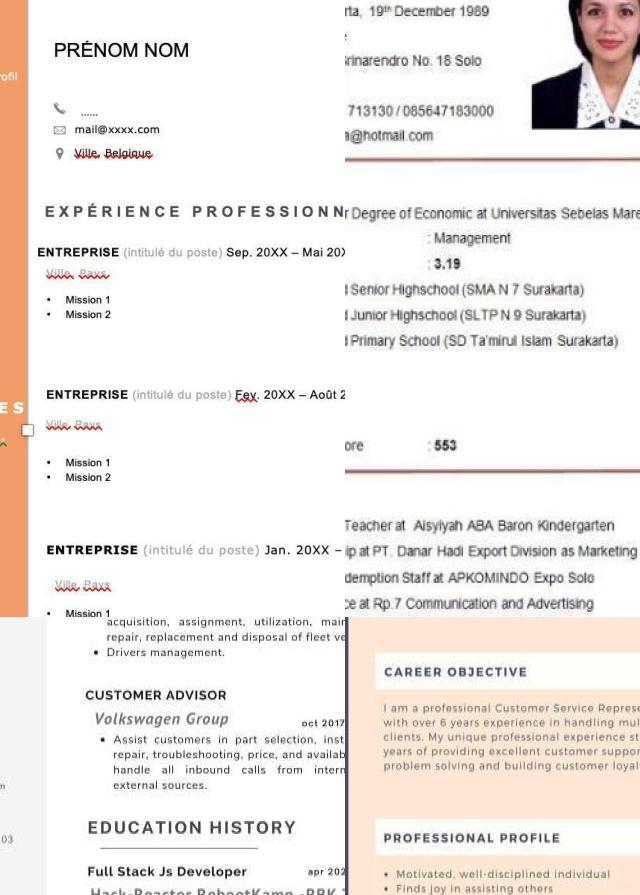 rofil
ES
PRÉNOM NOM
......
mail@xxxx.com
Ville, Belgique
EXPÉRIENCE PROFESSIONN
ENTREPRISE (intitulé du poste) Sep. 20XX – Mai 20X
Ville, Pays
• Mission 1
• Mission 2
ENTREPRISE (intitulé du poste) Fev. 20XX – Août 2
Ville, Pays
• Mission 1
• Mission 2
ENTREPRISE (intitulé du poste) Jan. 20XX –
Ville, Pays
• Mission 1
rta, 19th December 1989
Srinarendro No. 18 Solo
713130 / 085647183000
a@hotmail.com
r Degree of Economic at Universitas Sebelas Mare
: Management
: 3.19
Senior Highschool (SMA N 7 Surakarta)
Junior Highschool (SLTP N 9 Surakarta)
Primary School (SD Ta'mirul Islam Surakarta)
ore : 553
Teacher at Aisyiyah ABA Baron Kindergarten
ip at PT. Danar Hadi Export Division as Marketing
demption Staff at APKOMINDO Expo Solo
ce at Rp.7 Communication and Advertising
m
03
acquisition, assignment, utilization, main
repair, replacement and disposal of fleet ve
• Drivers management.
CUSTOMER ADVISOR
Volkswagen Group oct 2017
• Assist customers in part selection, inst
repair, troubleshooting, price, and availab
handle all inbound calls from intern
external sources.
EDUCATION HISTORY
Full Stack Js Developer apr 202
Hack-Reactor RebootKamp -RBK
CAREER OBJECTIVE
I am a professional Customer Service Represe
with over 6 years experience in handling mul
clients. My unique professional experience st
years of providing excellent customer suppor
problem solving and building customer loyal
PROFESSIONAL PROFILE
• Motivated, well-disciplined individual
• Finds joy in assisting others